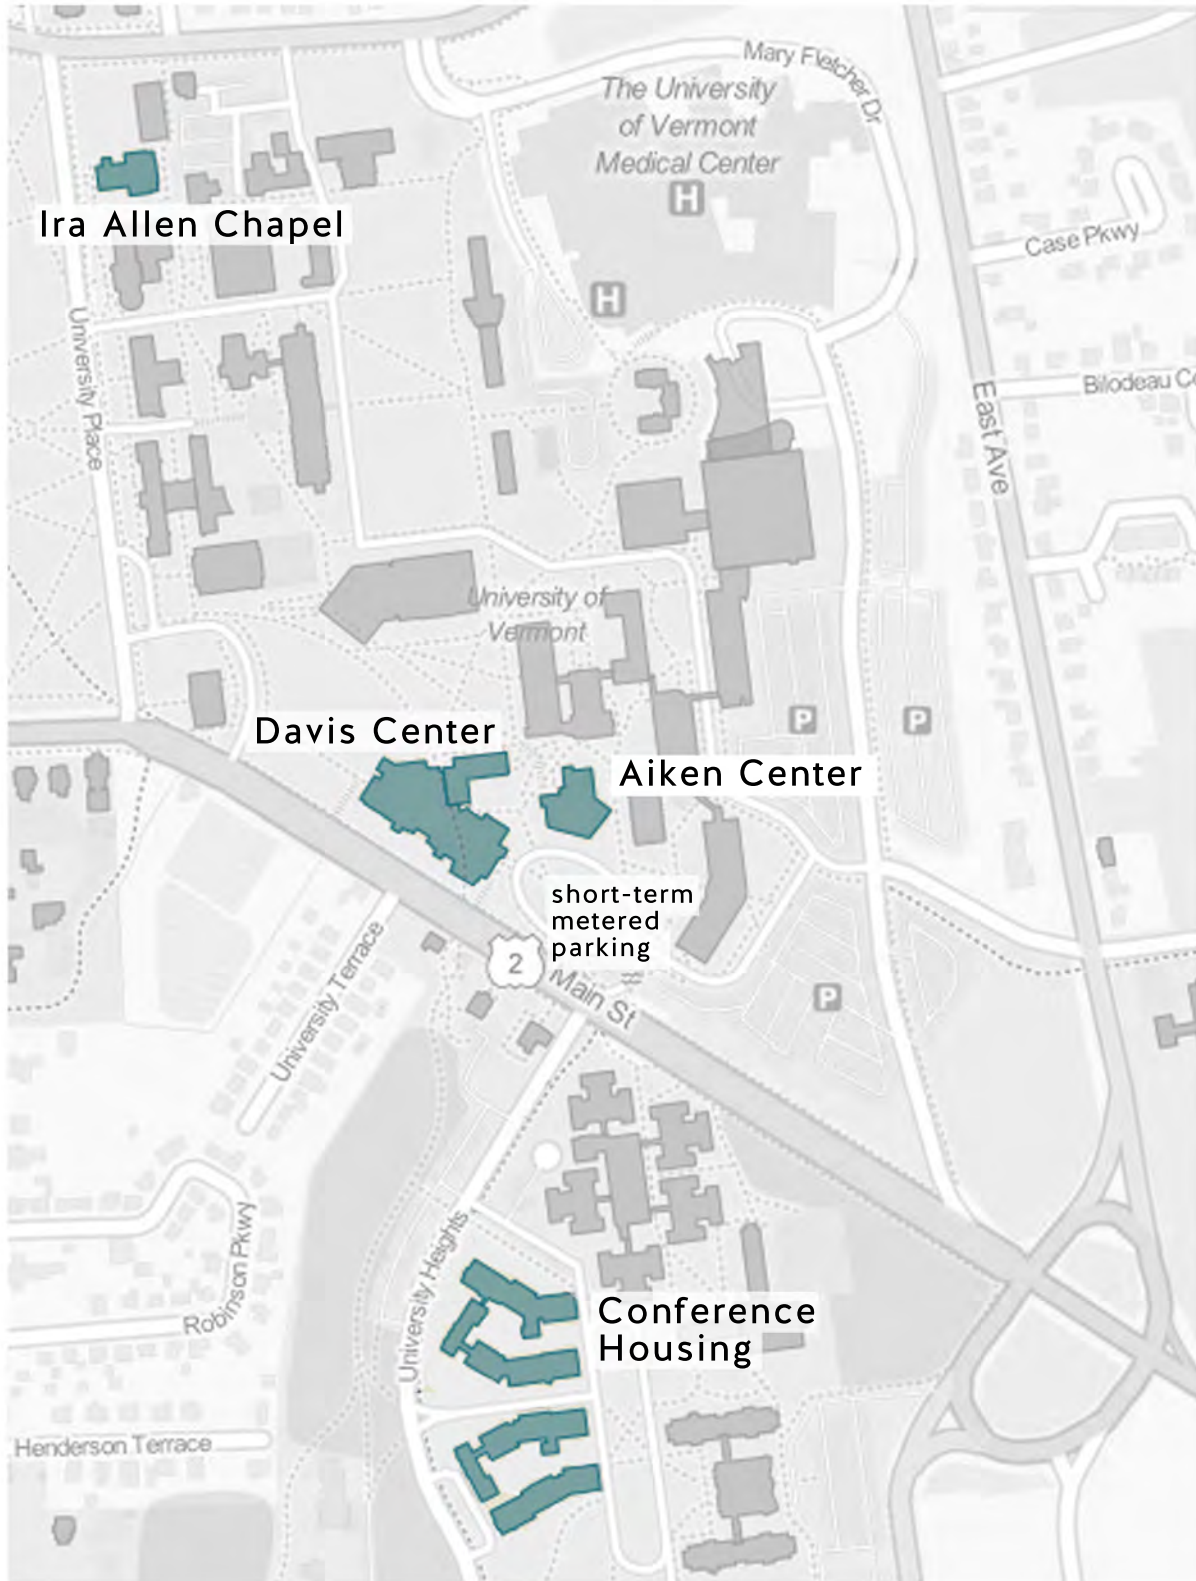 Mary Fletcher Dr
The University
of Vermont
Medical Center
H
Ira Allen Chapel
Case Pkwy
H
University Place
East Ave
University of
Vermont
P
P
Davis Center
Aiken Center
short-term
metered
parking
2
Main St
University Terrace
P
Robinson Pkwy
University Heights
Conference
Housing
Henderson Terrace